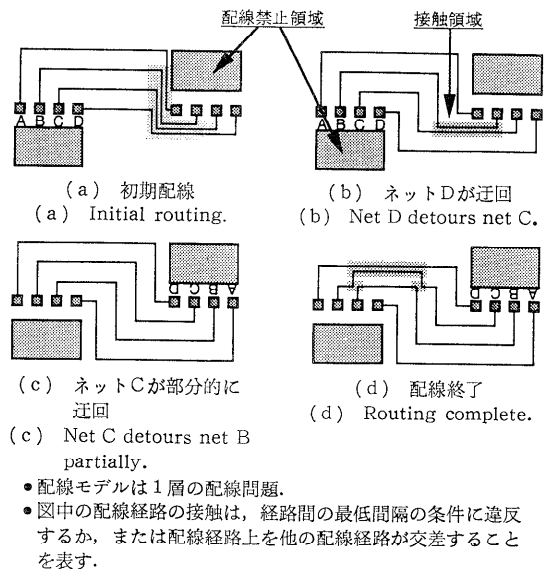 配線禁止領域
接触領域
A B C D
A B C D
(a) 初期配線
(a) Initial routing.
(b) ネットDが迂回
(b) Net D detours net C.
D C B A
D C B A
(c) ネットCが部分的に
迂回
(c) Net C detours net B
partially.
(d) 配線終了
(d) Routing complete.
•配線モデルは1層の配線問題.
•図中の配線経路の接触は,経路間の最低間隔の条件に違反
するか,または配線経路上を他の配線経路が交差すること
を表す.